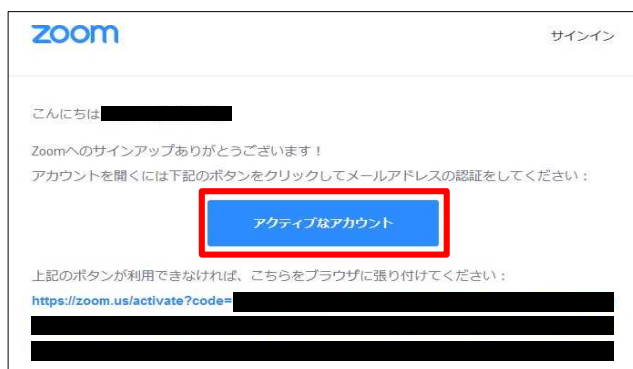 zoom
サインイン
こんにちは
Zoomへのサインアップありがとうございます！
アカウントを開くには下記のボタンをクリックしてメールアドレスの認証をしてください：
アクティブなアカウント
上記のボタンが利用できなければ、こちらをブラウザに張り付けてください：
https://zoom.us/activate?code=